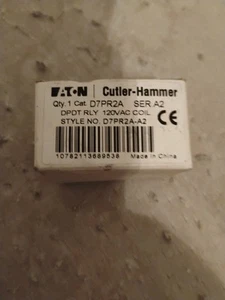 EATON Cutler-Hammer
Qty. 1 Cat. D7PR2A SER.A2
DPDT RLY 120VAC COIL
STYLE NO. D7PR2A-A2 CE
10782113689538 Made in China